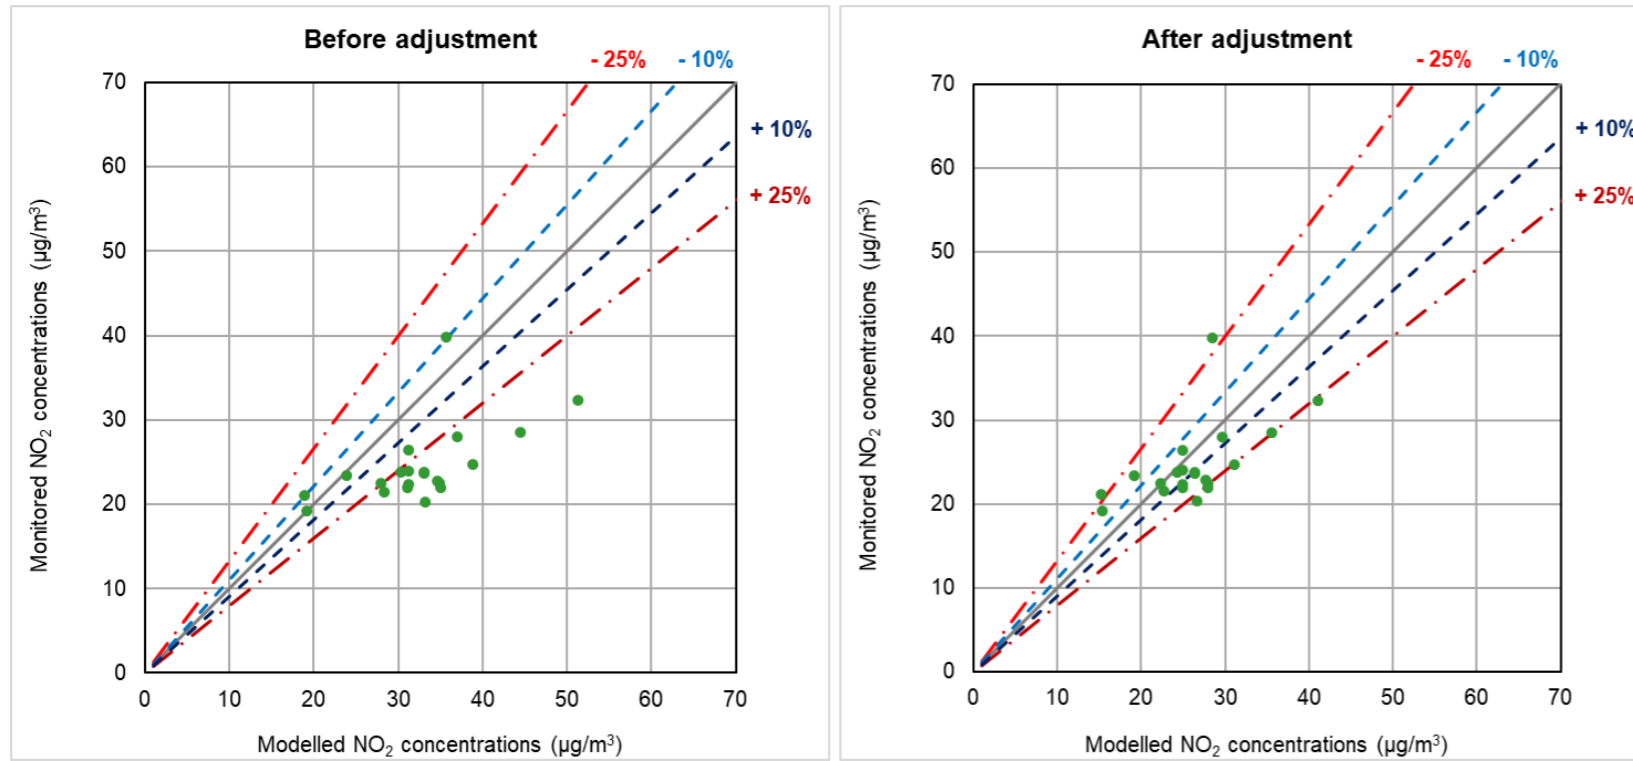 Before adjustment
- 25% - 10%
+ 10%
+ 25%
70
60
50
40
30
20
10
0
0 10 20 30 40 50 60 70
Monitored NO₂ concentrations (µg/m³)
Modelled NO₂ concentrations (µg/m³)
After adjustment
- 25% - 10%
+ 10%
+ 25%
70
60
50
40
30
20
10
0
0 10 20 30 40 50 60 70
Monitored NO₂ concentrations (µg/m³)
Modelled NO₂ concentrations (µg/m³)